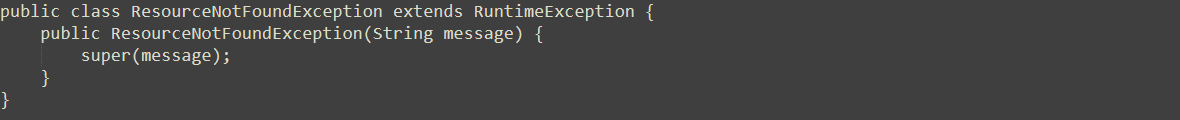 public class ResourceNotFoundException extends RuntimeException {
    public ResourceNotFoundException(String message) {
        super(message);
    }
}